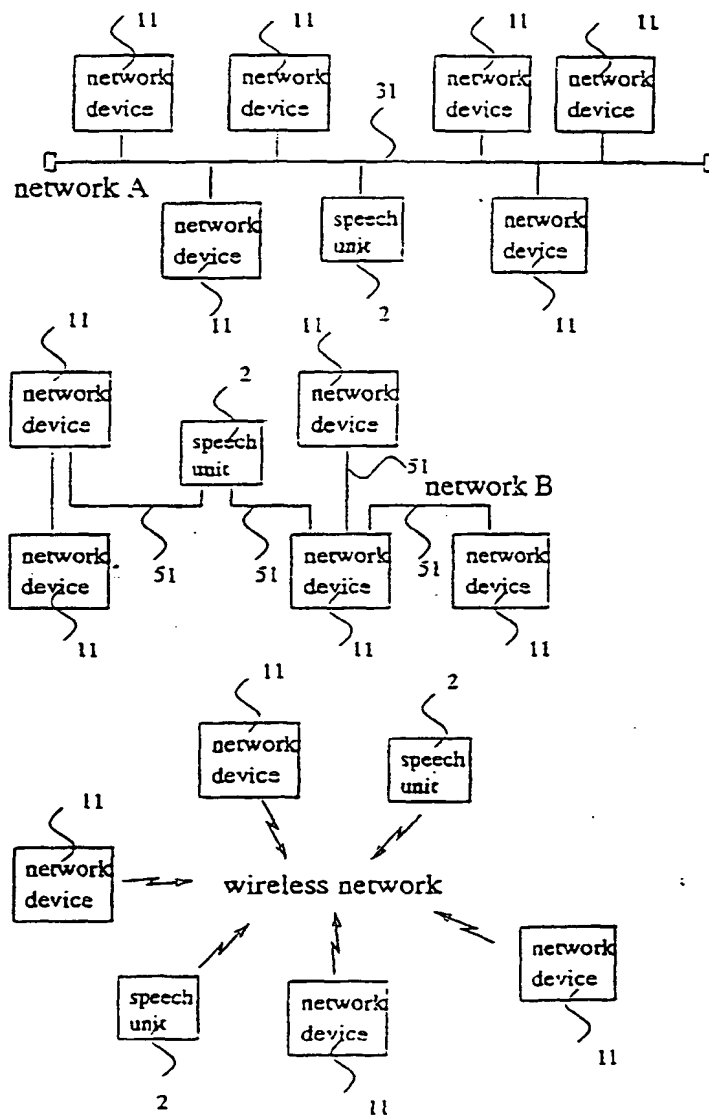 11 11 11 11
network network network network
device device device device
31
network A
network speech network
device unit device
11 2 11
11 2 11
network speech network
device unit device
51
network B
network network network
device 51 51 device 51 device
11 11 11
11 2
network speech
device unit
11
network wireless network
device
network
device
speech network
unit device
11
2 11